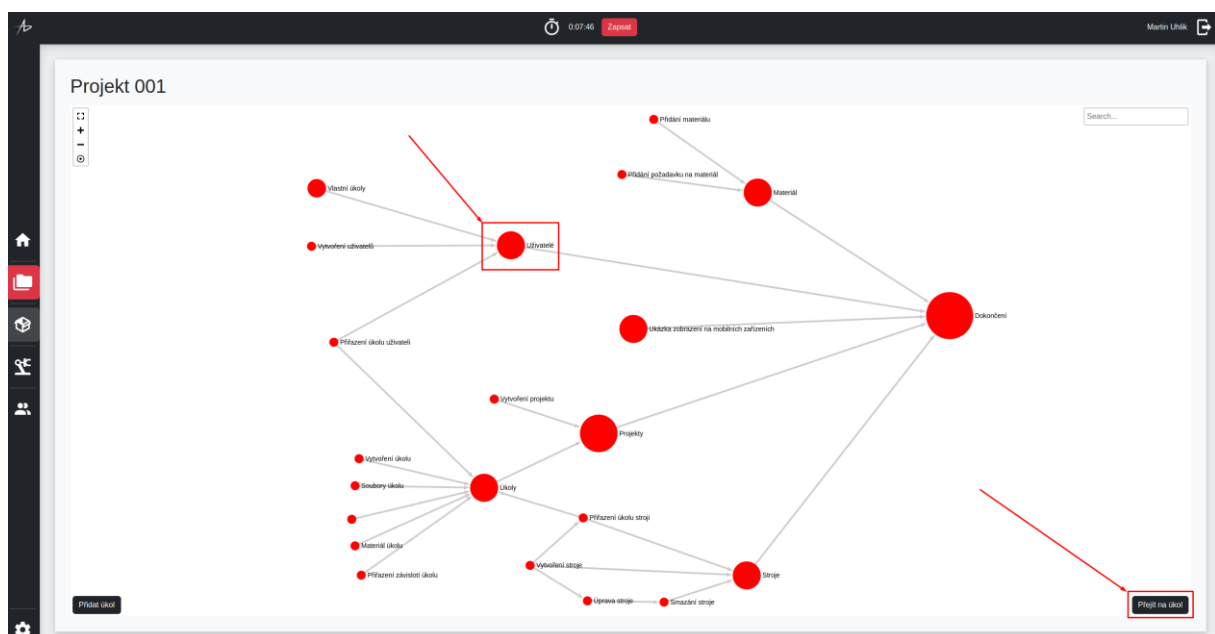 0:07:46 Zapsat
Martin Uhlik
Projekt 001
Search...
Přidání materiálu
Přidání požadavku na materiál
Materiál
Vlastní úkoly
Vytvoření uživatelů
Uživatelé
Dokončení
Ukázka zobrazení na mobilních zařízeních
Přiřazení úkolu uživateli
Vytvoření projektu
Projekty
Vytvoření úkolu
Soubory úkolu
Úkoly
Přiřazení úkolu stroji
Materiál úkolu
Vytvoření stroje
Přiřazení závisloti úkolu
Stroje
Úprava stroje
Smazání stroje
Přidat úkol
Přejít na úkol